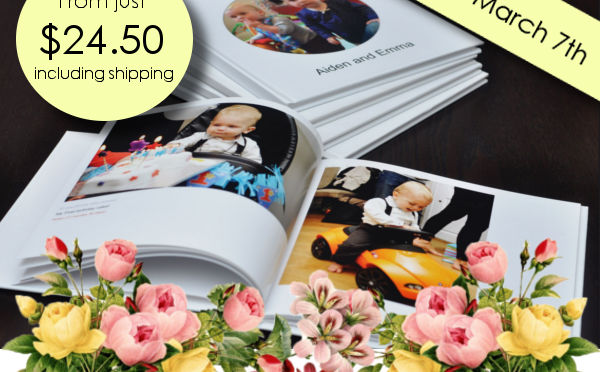 From just
$24.50
including shipping
March 7th
Aiden and Emma